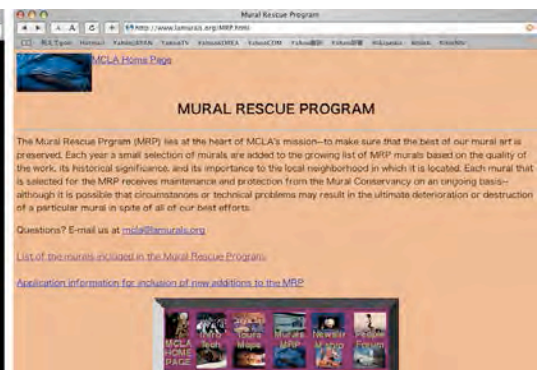 Mural Rescue Program
http://www.lamurals.org/MRP.html
Hotmail YahooJAPAN YahooTV YahooCOM
MCLA Home Page
MURAL RESCUE PROGRAM
The Mural Rescue Prgram (MRP) lies at the heart of MCLA's mission--to make sure that the best of our mural art is
preserved. Each year a small selection of murals are added to the growing list of MRP murals based on the quality of
the work, its historical significance, and its importance to the local neighborhood in which it is located. Each mural that
is selected for the MRP receives maintenance and protection from the Mural Conservancy on an ongoing basis--
although it is possible that circumstances or technical problems may result in the ultimate deterioration or destruction
of a particular mural in spite of all of our best efforts.
Questions? E-mail us at mcla@lamurals.org
List of the murals included in the Mural Rescue Program.
Application information for inclusion of new additions to the MRP
MCLA HOME PAGE
Tech
Tours Maps
Murals MRP
People Forum